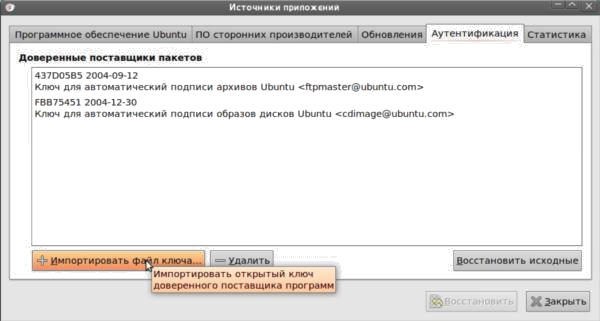 Источники приложений
Программное обеспечение Ubuntu ПО сторонних производителей Обновления Аутентификация Статистика
Доверенные поставщики пакетов
437D05B5 2004-09-12
Ключ для автоматический подписи архивов Ubuntu <ftpmaster@ubuntu.com>
FBB75451 2004-12-30
Ключ для автоматический подписи образов дисков Ubuntu <cdimage@ubuntu.com>
Импортировать файл ключа... Удалить Восстановить исходные
Импортировать открытый ключ
доверенного поставщика программ
Восстановить Закрыть